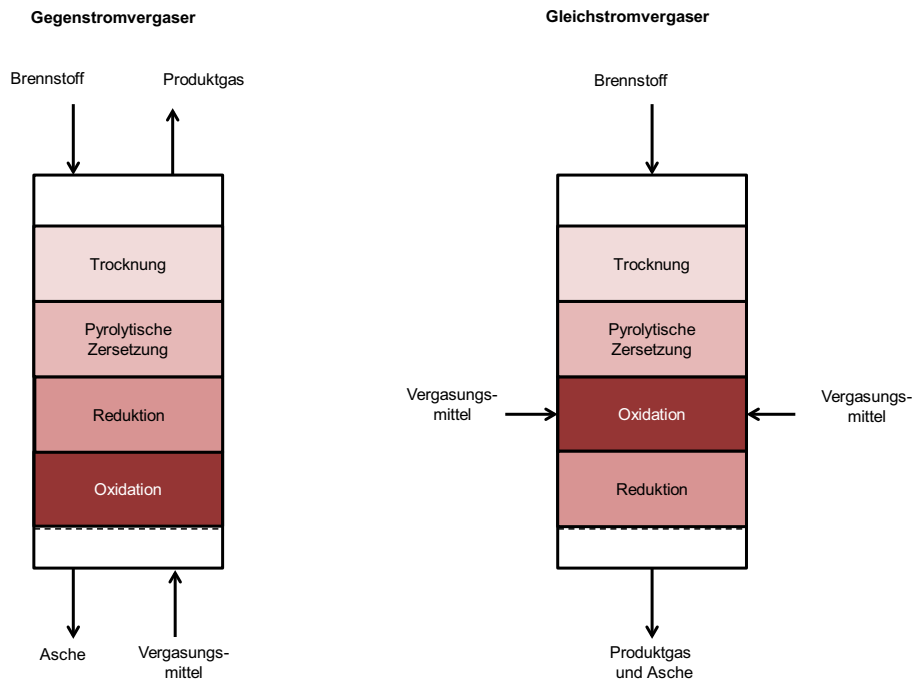 Gegenstromvergaser
Brennstoff
Produktgas
Trocknung
Pyrolytische
Zersetzung
Reduktion
Oxidation
Asche
Vergasungs-
mittel
Gleichstromvergaser
Brennstoff
Trocknung
Pyrolytische
Zersetzung
Vergasungs-
mittel
Oxidation
Vergasungs-
mittel
Reduktion
Produktgas
und Asche